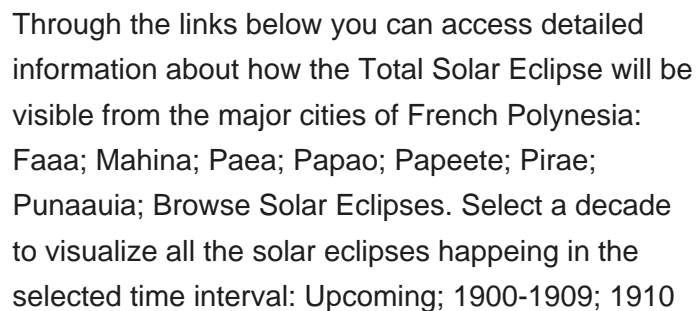 Through the links below you can access detailed
information about how the Total Solar Eclipse will be
visible from the major cities of French Polynesia:
Faaa; Mahina; Paea; Papao; Papeete; Pirae;
Punaauia; Browse Solar Eclipses. Select a decade
to visualize all the solar eclipses happeing in the
selected time interval: Upcoming; 1900-1909; 1910